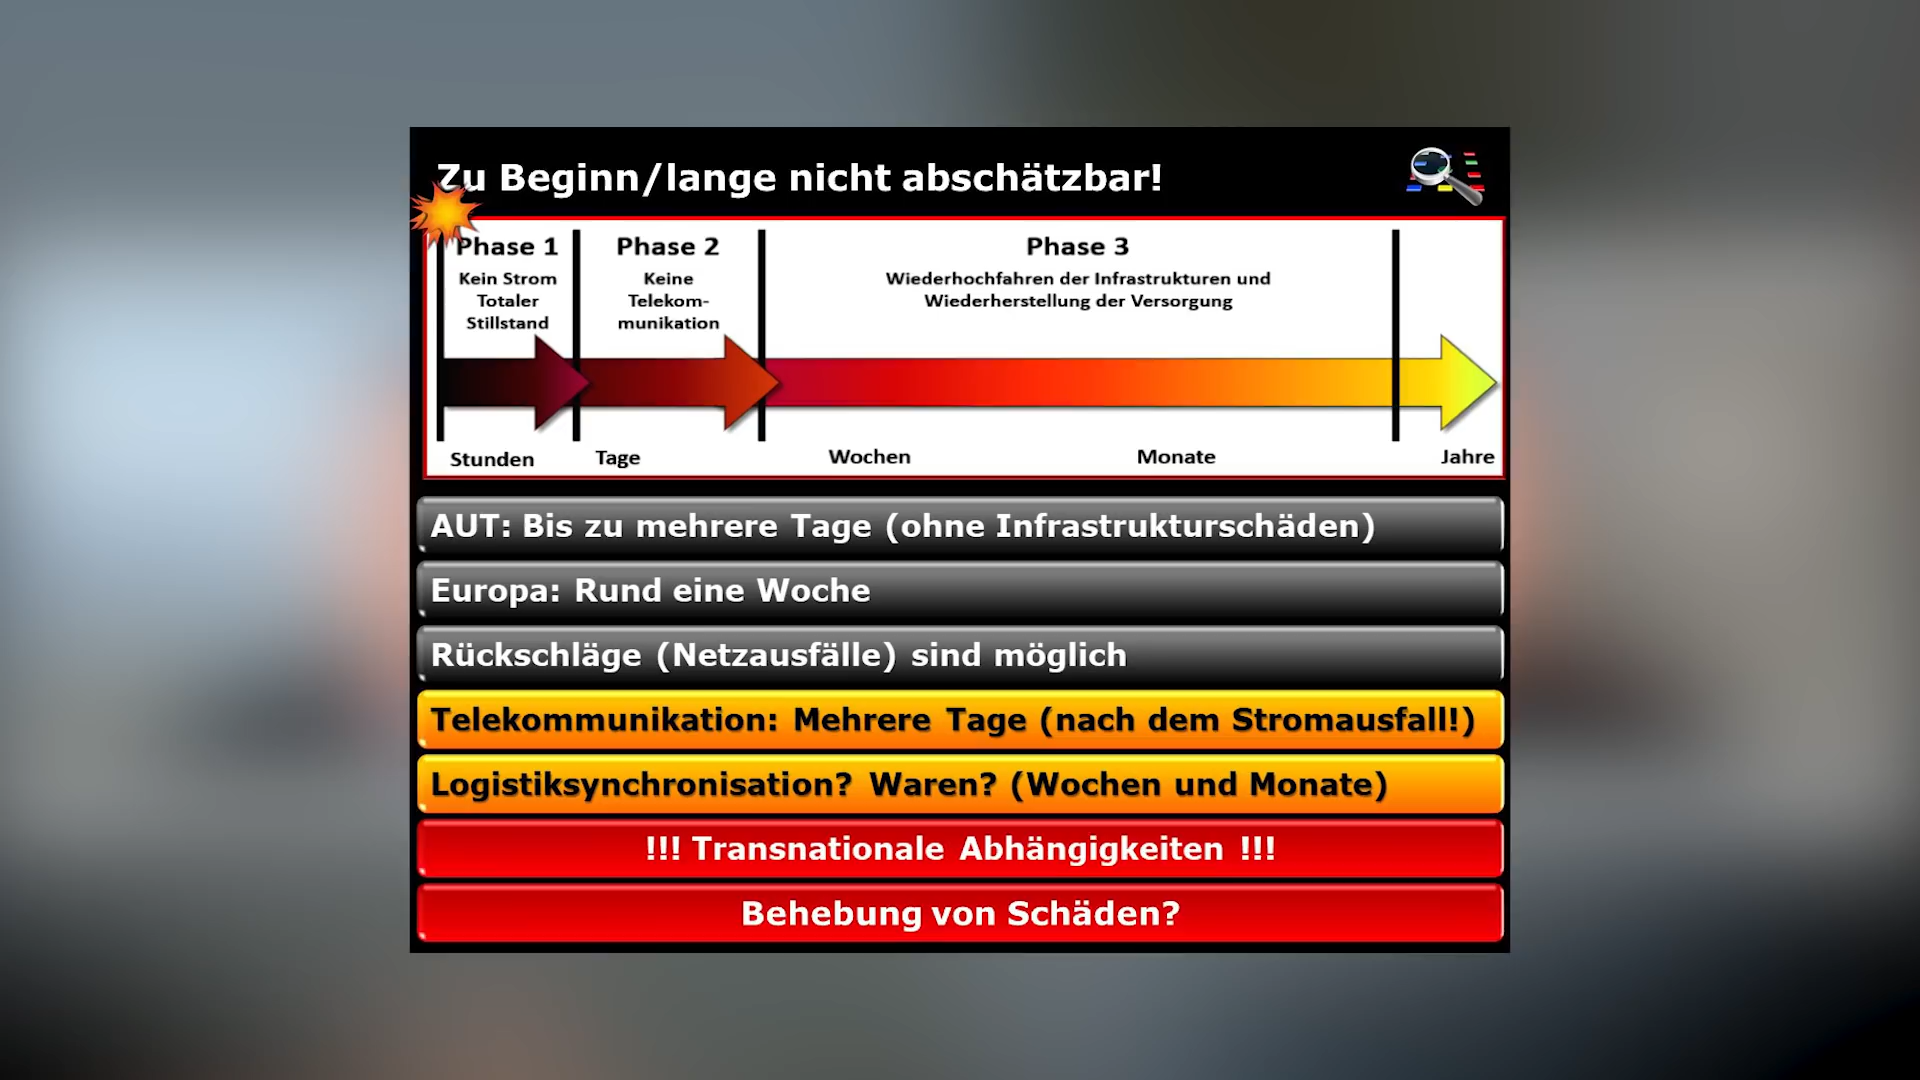 Zu Beginn/lange nicht abschätzbar!
Phase 1
Kein Strom
Totaler
Stillstand
Phase 2
Keine
Telekom-
munikation
Phase 3
Wiederhochfahren der Infrastrukturen und
Wiederherstellung der Versorgung
Stunden
Tage
Wochen
Monate
Jahre
AUT: Bis zu mehrere Tage (ohne Infrastrukturschäden)
Europa: Rund eine Woche
Rückschläge (Netzausfälle) sind möglich
Telekommunikation: Mehrere Tage (nach dem Stromausfall!)
Logistiksynchronisation? Waren? (Wochen und Monate)
!!! Transnationale Abhängigkeiten !!!
Behebung von Schäden?